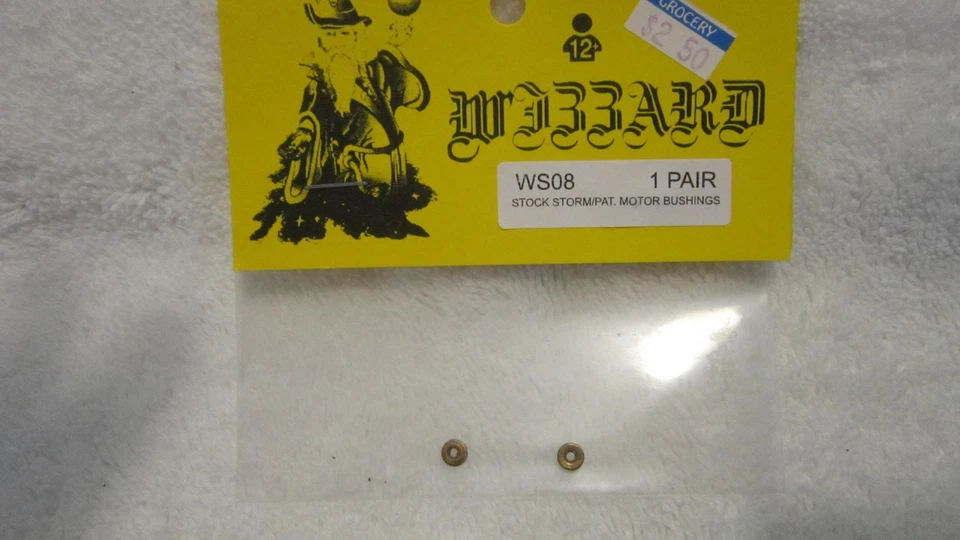 GROCERY
$2 50
12+
WIZZARD
WS08 1 PAIR
STOCK STORM/PAT. MOTOR BUSHINGS